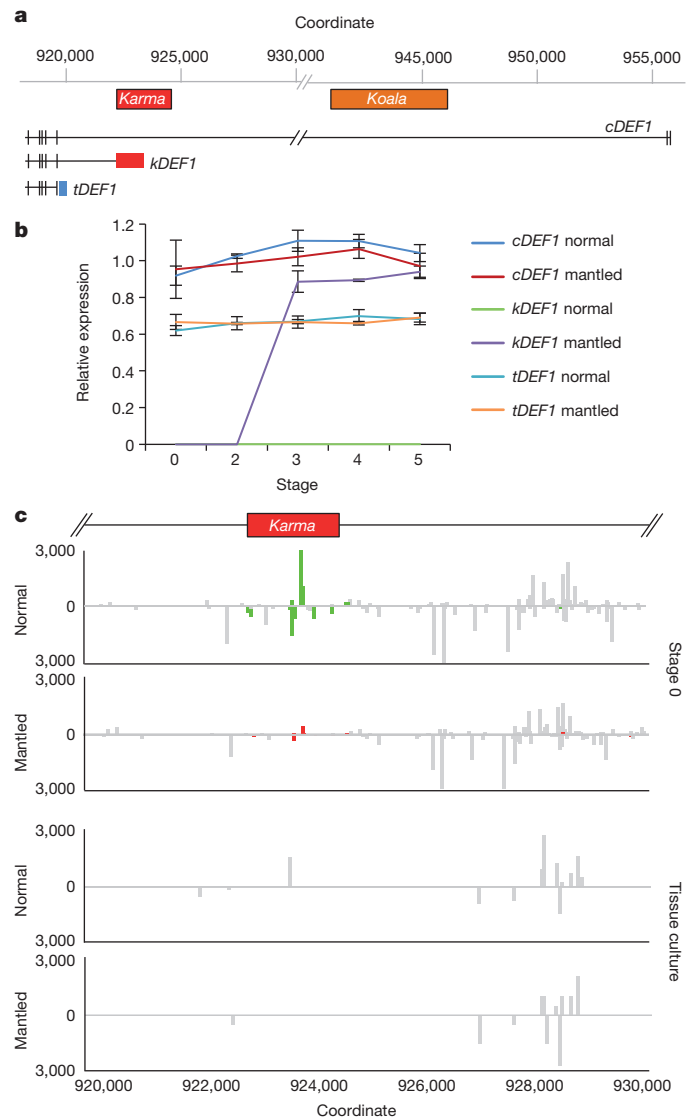 a
Coordinate
920,000 925,000 930,000 945,000 950,000 955,000
Karma Koala
cDEF1
kDEF1
tDEF1
b
1.2
1.0
0.8
0.6
0.4
0.2
0
Relative expression
0 2 3 4 5
Stage
cDEF1 normal
cDEF1 mantled
kDEF1 normal
kDEF1 mantled
tDEF1 normal
tDEF1 mantled
c
Karma
3,000
0
3,000
Normal
3,000
0
3,000
Mantled
Stage 0
3,000
0
3,000
Normal
3,000
0
3,000
Mantled
Tissue culture
920,000 922,000 924,000 926,000 928,000 930,000
Coordinate